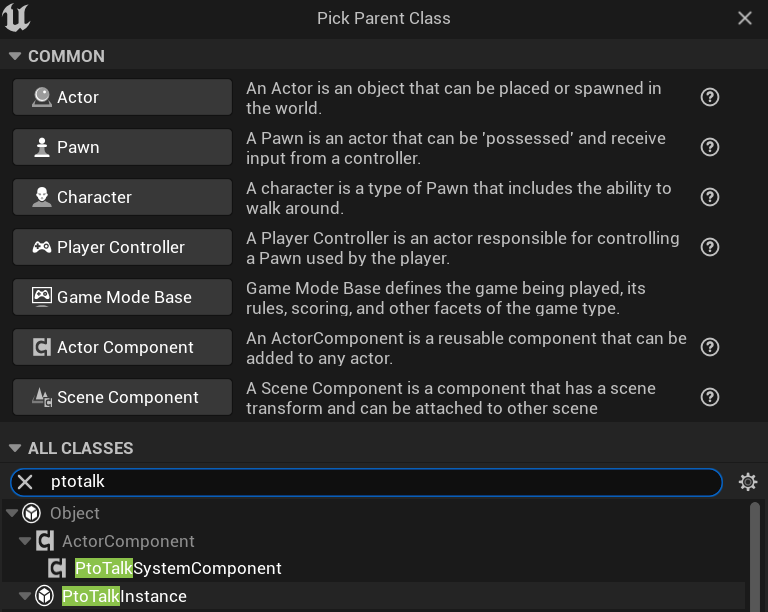 Pick Parent Class
COMMON
Actor
An Actor is an object that can be placed or spawned in
the world.
Pawn
A Pawn is an actor that can be 'possessed' and receive
input from a controller.
Character
A character is a type of Pawn that includes the ability to
walk around.
Player Controller
A Player Controller is an actor responsible for controlling
a Pawn used by the player.
Game Mode Base
Game Mode Base defines the game being played, its
rules, scoring, and other facets of the game type.
Actor Component
An ActorComponent is a reusable component that can be
added to any actor.
Scene Component
A Scene Component is a component that has a scene
transform and can be attached to other scene
ALL CLASSES
ptotalk
Object
ActorComponent
PtoTalkSystemComponent
PtoTalkInstance